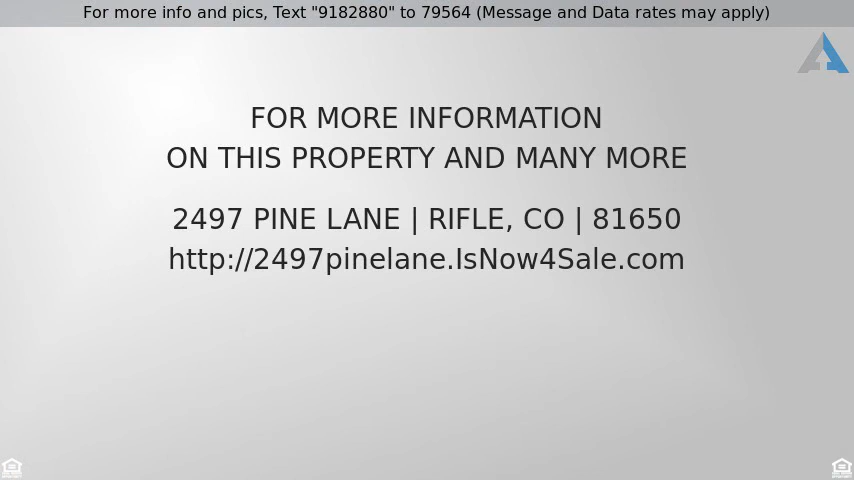 For more info and pics, Text "9182880" to 79564 (Message and Data rates may apply)
FOR MORE INFORMATION
ON THIS PROPERTY AND MANY MORE
2497 PINE LANE | RIFLE, CO | 81650
http://2497pinelane.IsNow4Sale.com